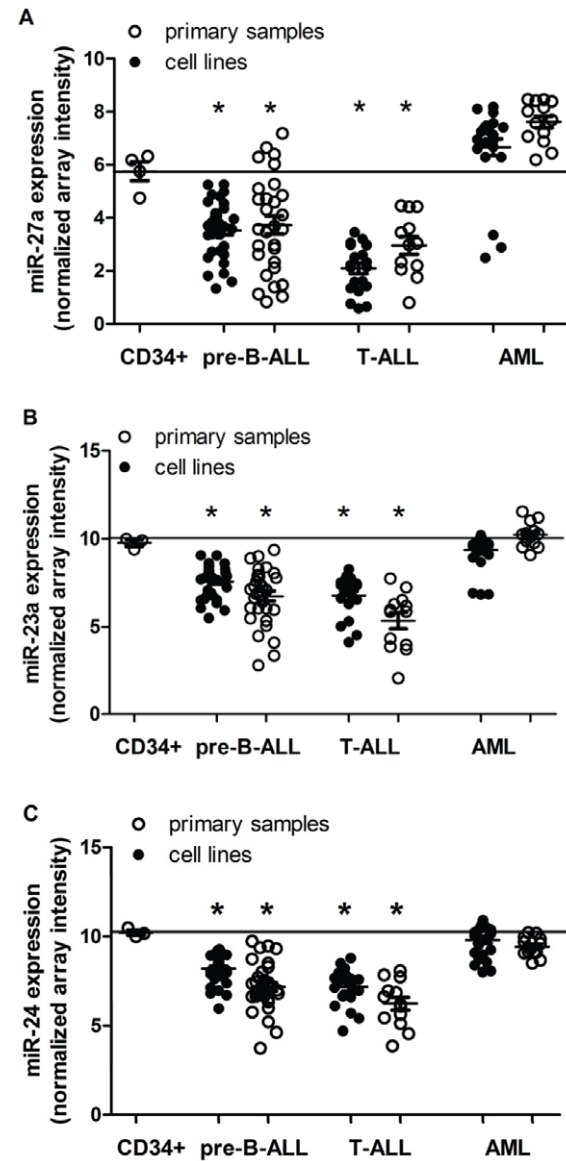 A
primary samples
cell lines
miR-27a expression
(normalized array intensity)
10
8
6
4
2
0
* * * *
CD34+ pre-B-ALL T-ALL AML
B
primary samples
cell lines
miR-23a expression
(normalized array intensity)
15
10
5
0
* * * *
CD34+ pre-B-ALL T-ALL AML
C
primary samples
cell lines
miR-24 expression
(normalized array intensity)
15
10
5
0
* * * *
CD34+ pre-B-ALL T-ALL AML